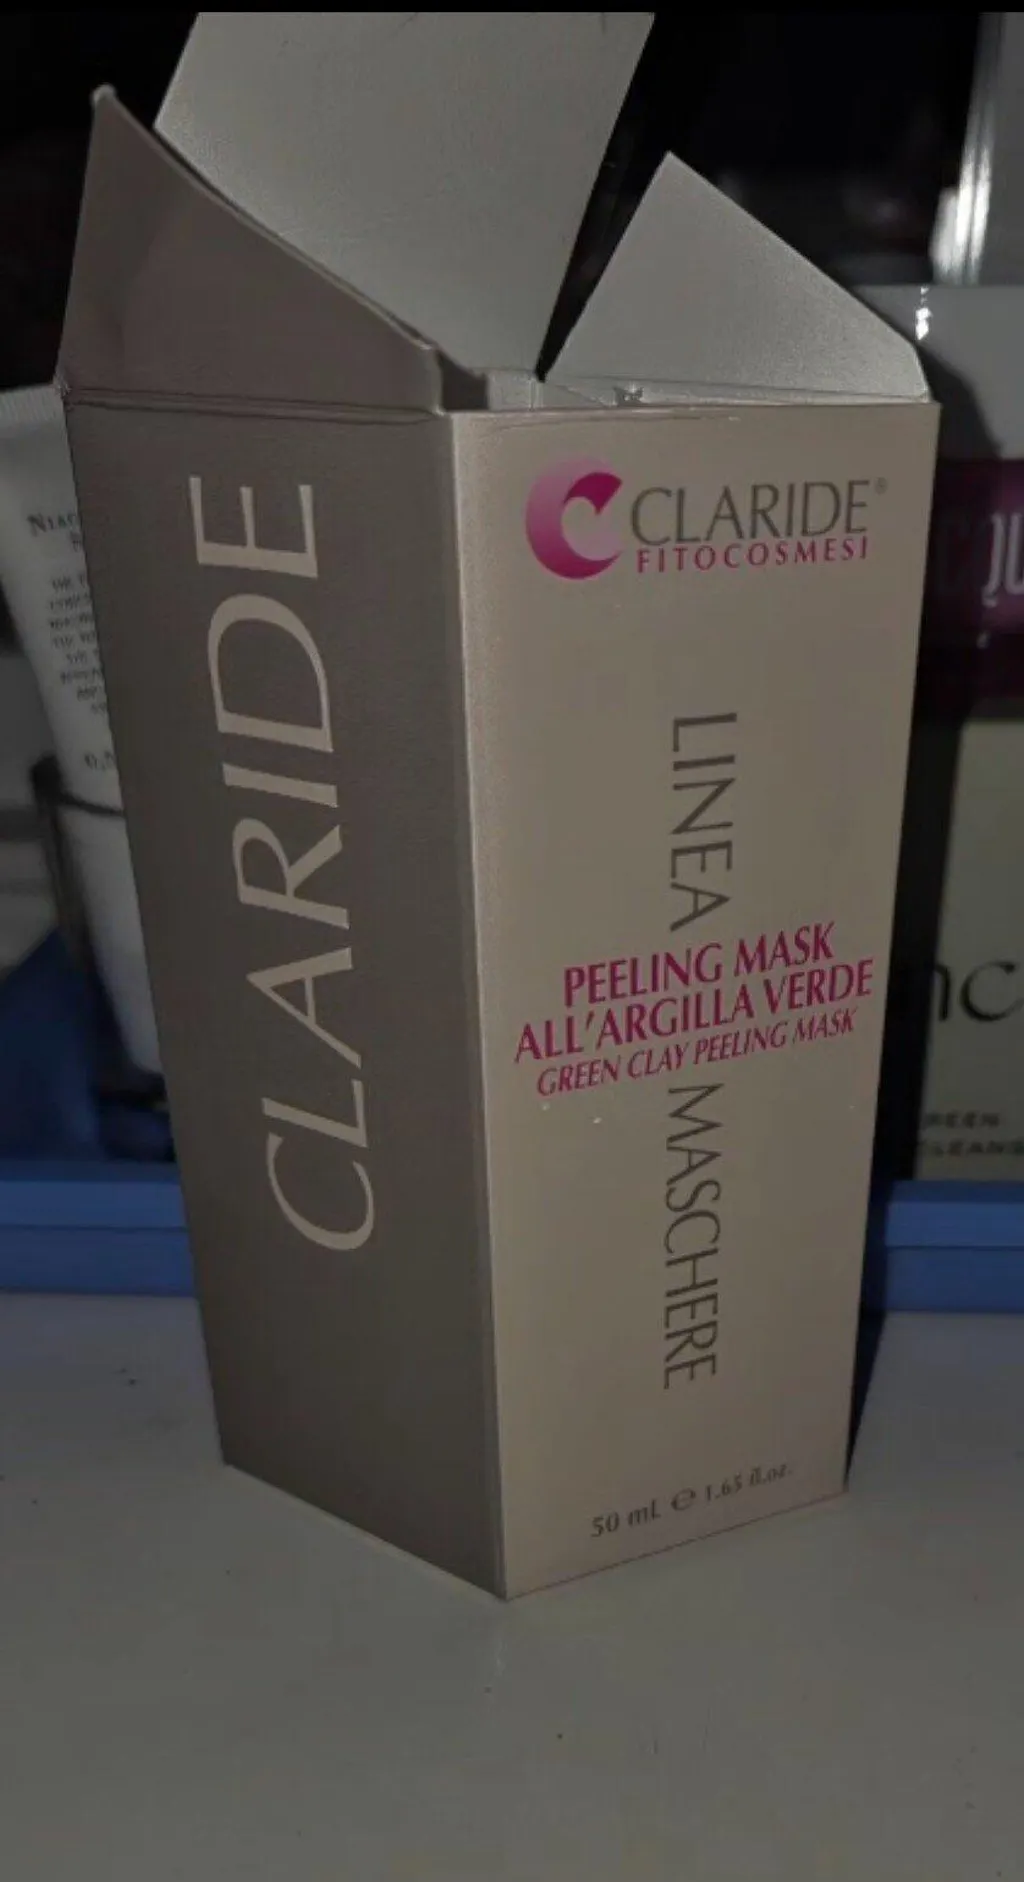 CLARIDE
CLARIDE®
FITOCOSMESI
LINEA MASCHERE
PEELING MASK
ALL'ARGILLA VERDE
GREEN CLAY PEELING MASK
50 mL ℮ 1.65 fl.oz.